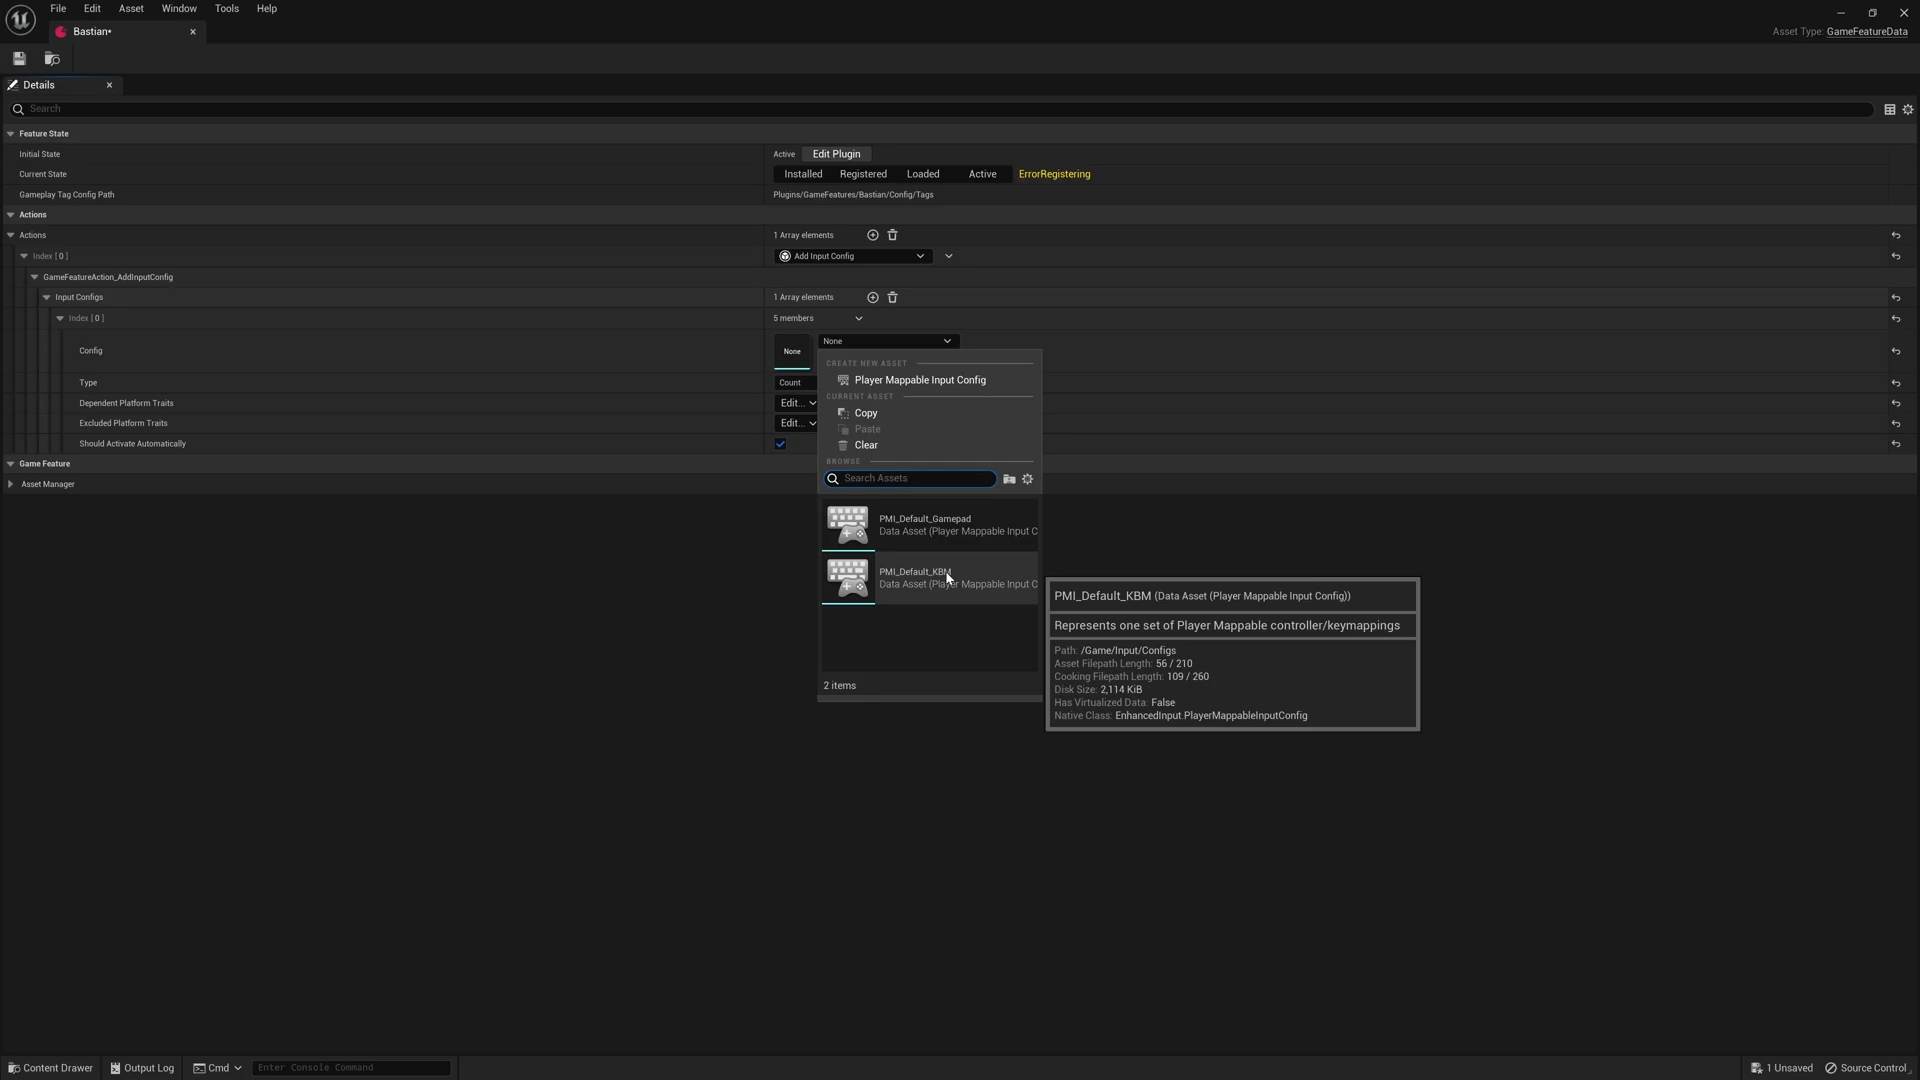 File Edit Asset Window Tools Help
Bastian*
Asset Type: GameFeatureData
Details
Search
Feature State
Initial State Active Edit Plugin
Current State Installed Registered Loaded Active ErrorRegistering
Gameplay Tag Config Path Plugins/GameFeatures/Bastian/Config/Tags
Actions
Actions 1 Array elements
Index [ 0 ] Add Input Config
GameFeatureAction_AddInputConfig
Input Configs 1 Array elements
Index [ 0 ] 5 members
Config None None
Type Count
Dependent Platform Traits Edit...
Excluded Platform Traits Edit...
Should Activate Automatically
Game Feature
Asset Manager
CREATE NEW ASSET
Player Mappable Input Config
CURRENT ASSET
Copy
Paste
Clear
BROWSE
Search Assets
PMI_Default_Gamepad
Data Asset (Player Mappable Input C
PMI_Default_KBM
Data Asset (Player Mappable Input C
2 items
PMI_Default_KBM (Data Asset (Player Mappable Input Config))
Represents one set of Player Mappable controller/keymappings
Path: /Game/Input/Configs
Asset Filepath Length: 56 / 210
Cooking Filepath Length: 109 / 260
Disk Size: 2,114 KiB
Has Virtualized Data: False
Native Class: EnhancedInput.PlayerMappableInputConfig
Content Drawer Output Log Cmd Enter Console Command 1 Unsaved Source Control